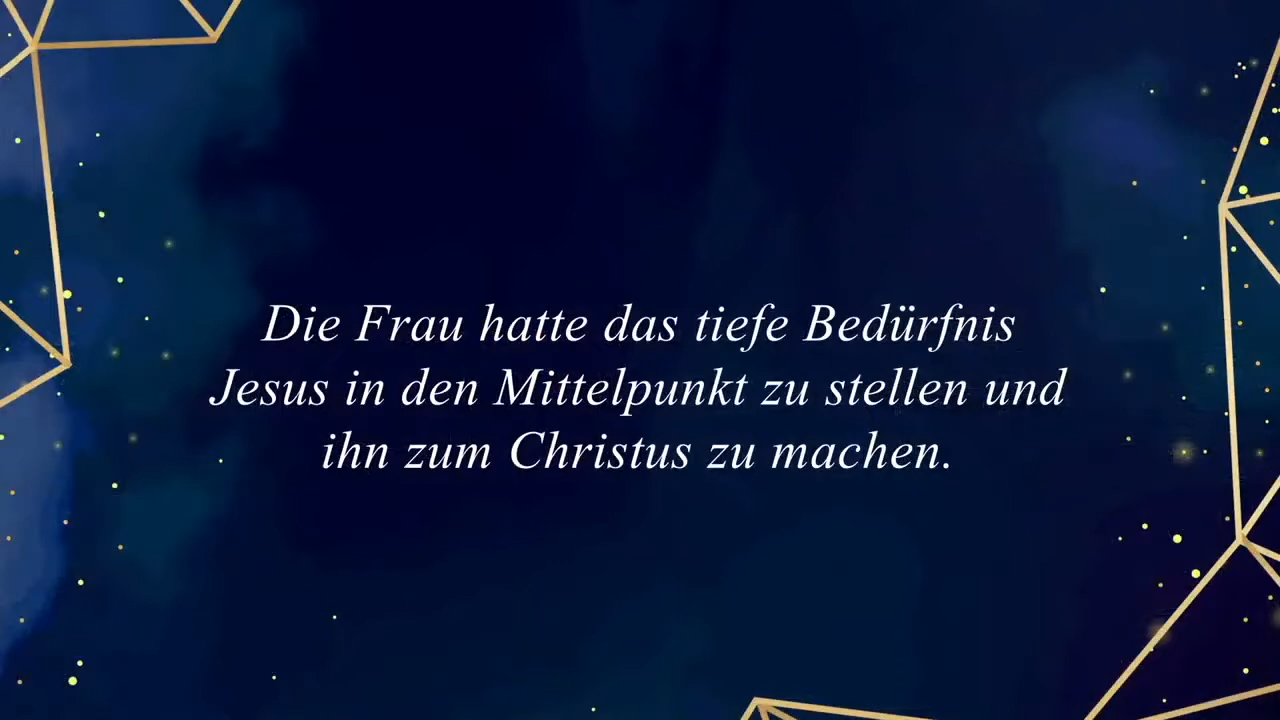 Die Frau hatte das tiefe Bedürfnis
Jesus in den Mittelpunkt zu stellen und
ihn zum Christus zu machen.